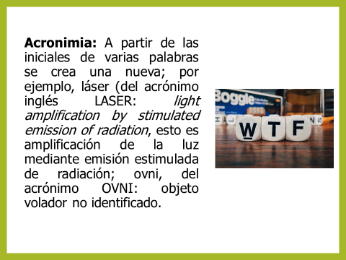 Acronimia: A partir de las
iniciales de varias palabras
se crea una nueva; por
ejemplo, láser (del acrónimo
inglés LASER: light
amplification by stimulated
emission of radiation, esto es
amplificación de la luz
mediante emisión estimulada
de radiación; ovni, del
acrónimo OVNI: objeto
volador no identificado.
Boggle
W T F